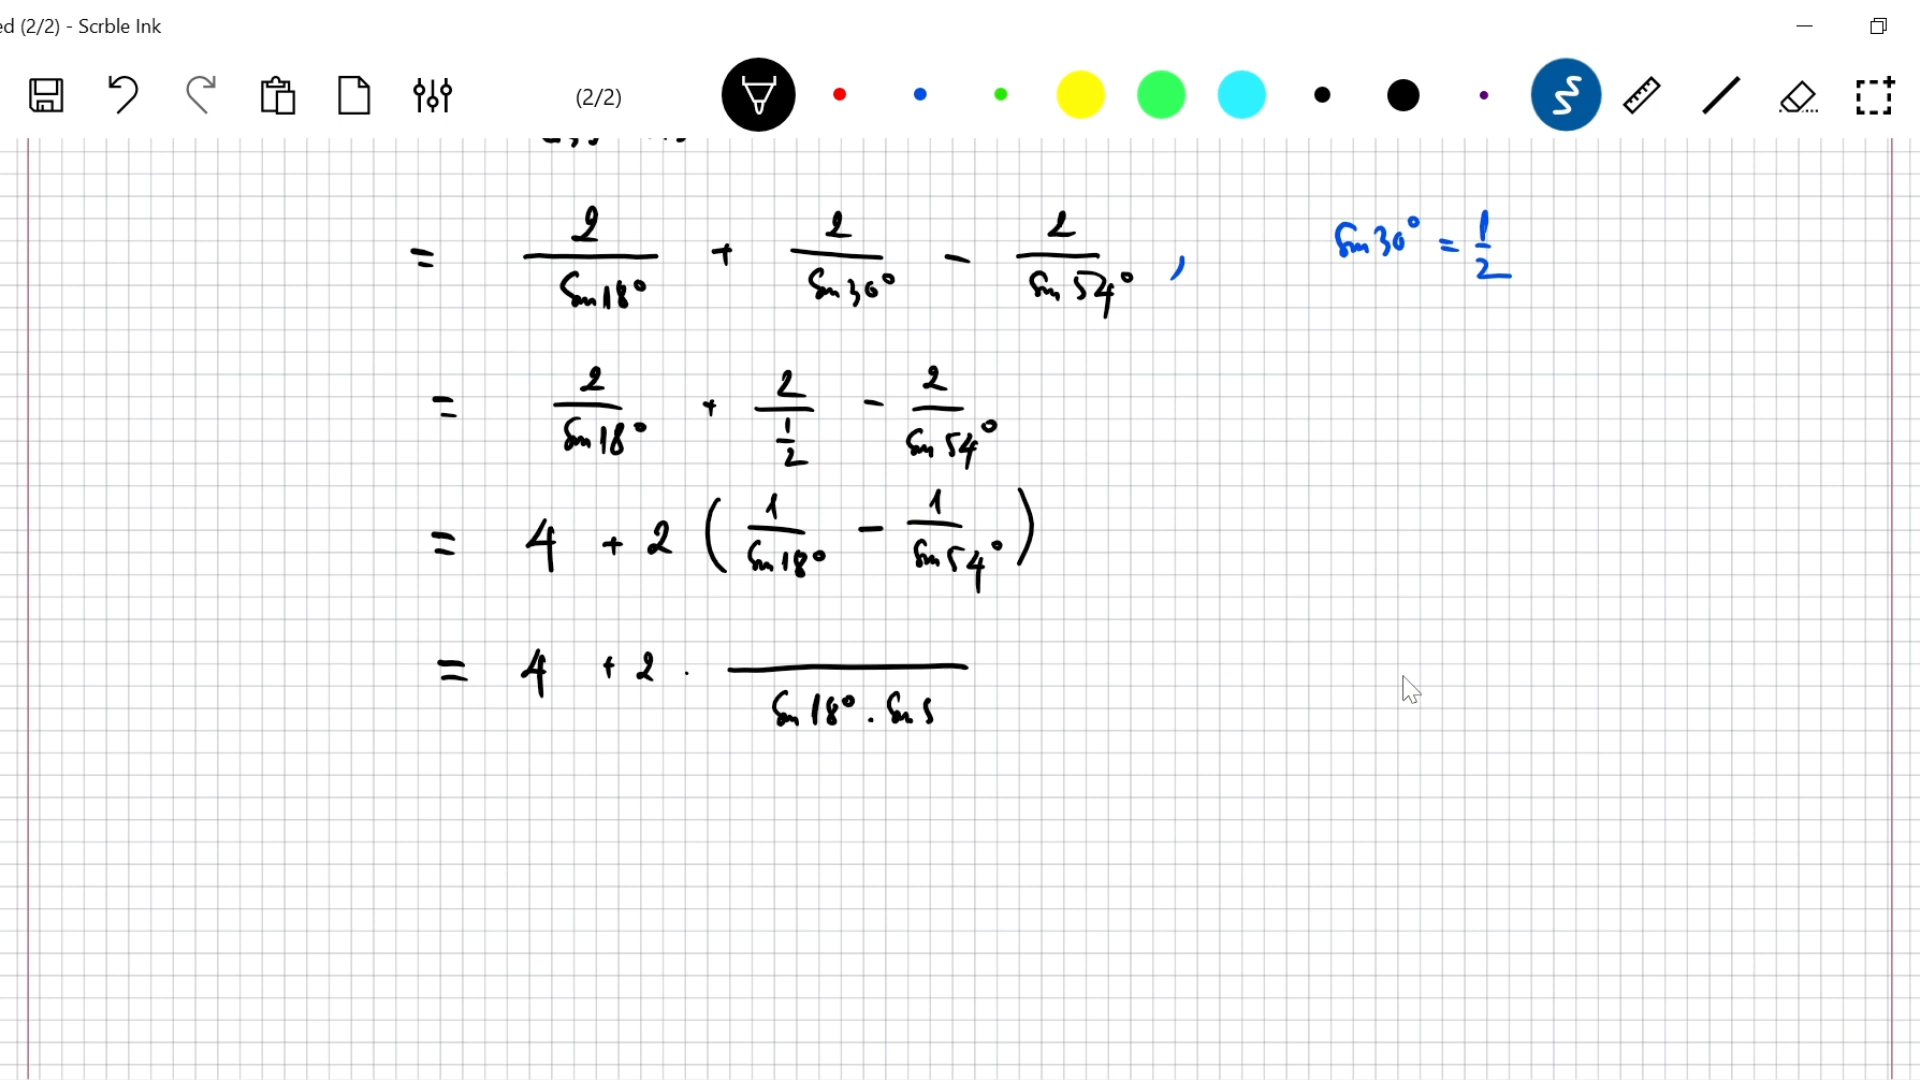 ed (2/2) - Scrble Ink
(2/2)
= 2/sin18° + 2/sin30° - 2/sin54° , sin30° = 1/2
= 2/sin18° + 2/(1/2) - 2/sin54°
= 4 + 2 (1/sin18° - 1/sin54°)
= 4 + 2 . /(sin18° . sin5